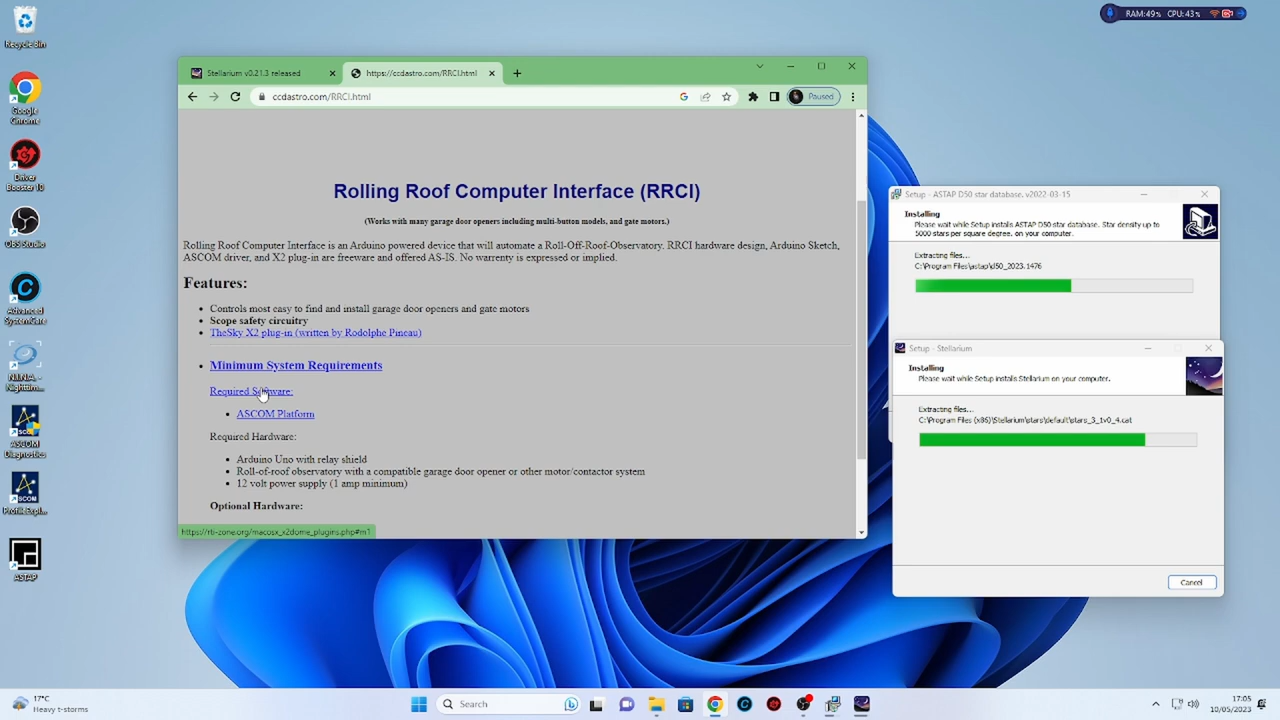 Recycle Bin
Google
Chrome
Driver
Booster 10
OBS Studio
Advanced
SystemCare
N.I.N.A. -
Nighttim...
ASCOM
Diagnostics
Profile Expl...
ASTAP
RAM:49% CPU:43%
Stellarium v0.21.3 released
https://ccdastro.com/RRCI.html
ccdastro.com/RRCI.html
Paused
Rolling Roof Computer Interface (RRCI)
(Works with many garage door openers including multi-button models, and gate motors.)
Rolling Roof Computer Interface is an Arduino powered device that will automate a Roll-Off-Roof-Observatory. RRCI hardware design, Arduino Sketch,
ASCOM driver, and X2 plug-in are freeware and offered AS-IS. No warrenty is expressed or implied.
Features:
• Controls most easy to find and install garage door openers and gate motors
• Scope safety circuitry
• TheSky X2 plug-in (written by Rodolphe Pineau)
• Minimum System Requirements
Required Software:
• ASCOM Platform
Required Hardware:
• Arduino Uno with relay shield
• Roll-of-roof observatory with a compatible garage door opener or other motor/contactor system
• 12 volt power supply (1 amp minimum)
Optional Hardware:
https://rti-zone.org/macosx_x2dome_plugins.php#m1
Setup - ASTAP D50 star database, v2022-03-15
Installing
Please wait while Setup installs ASTAP D50 star database. Star density up to
5000 stars per square degree. on your computer.
Extracting files...
C:\Program Files\astap\d50_2023.1476
Setup - Stellarium
Installing
Please wait while Setup installs Stellarium on your computer.
Extracting files...
C:\Program Files (x86)\Stellarium\stars\default\stars_3_1v0_4.cat
Cancel
17°C
Heavy t-storms
Search
17:05
10/05/2023